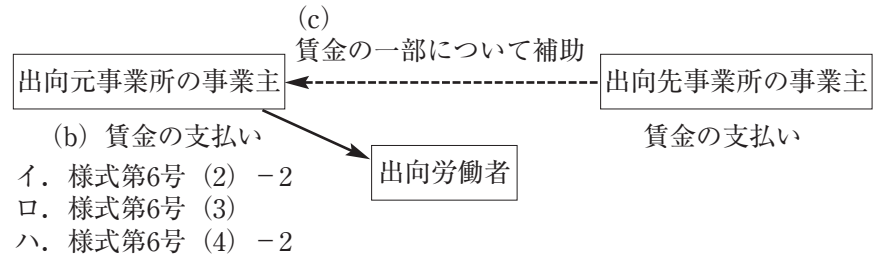 (c)
賃金の一部について補助
出向元事業所の事業主
出向先事業所の事業主
(b) 賃金の支払い
賃金の支払い
イ．様式第6号（2）－2
出向労働者
ロ．様式第6号（3）
ハ．様式第6号（4）－2